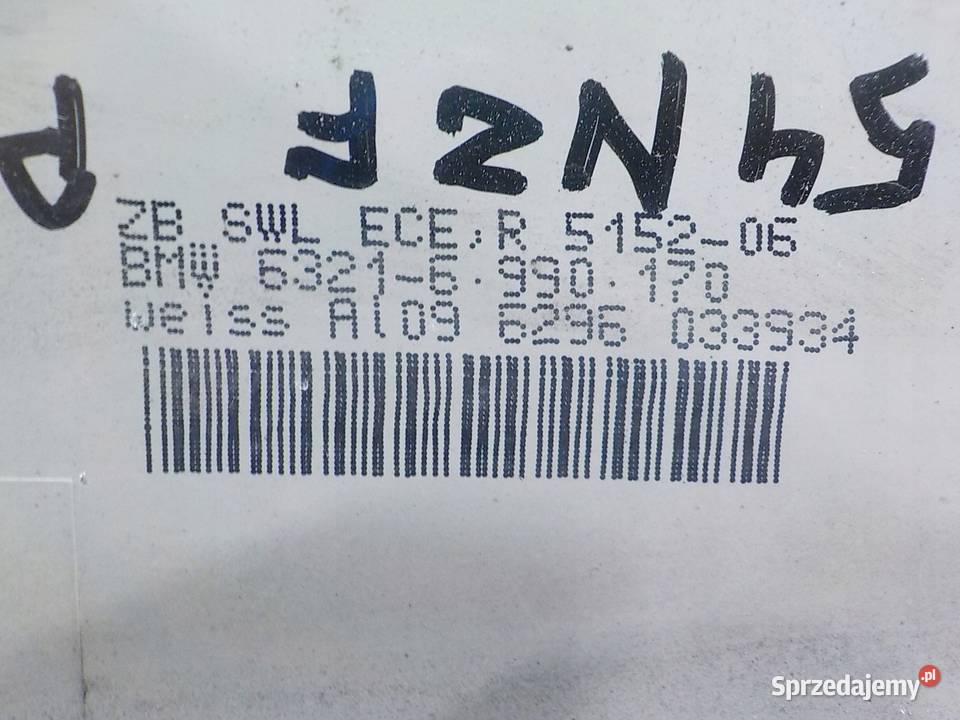 ZB SWL ECE,R 5152-06
BMW 6321-6.990 170
weiss Al09 6296 033934
Sprzedajemy.pl